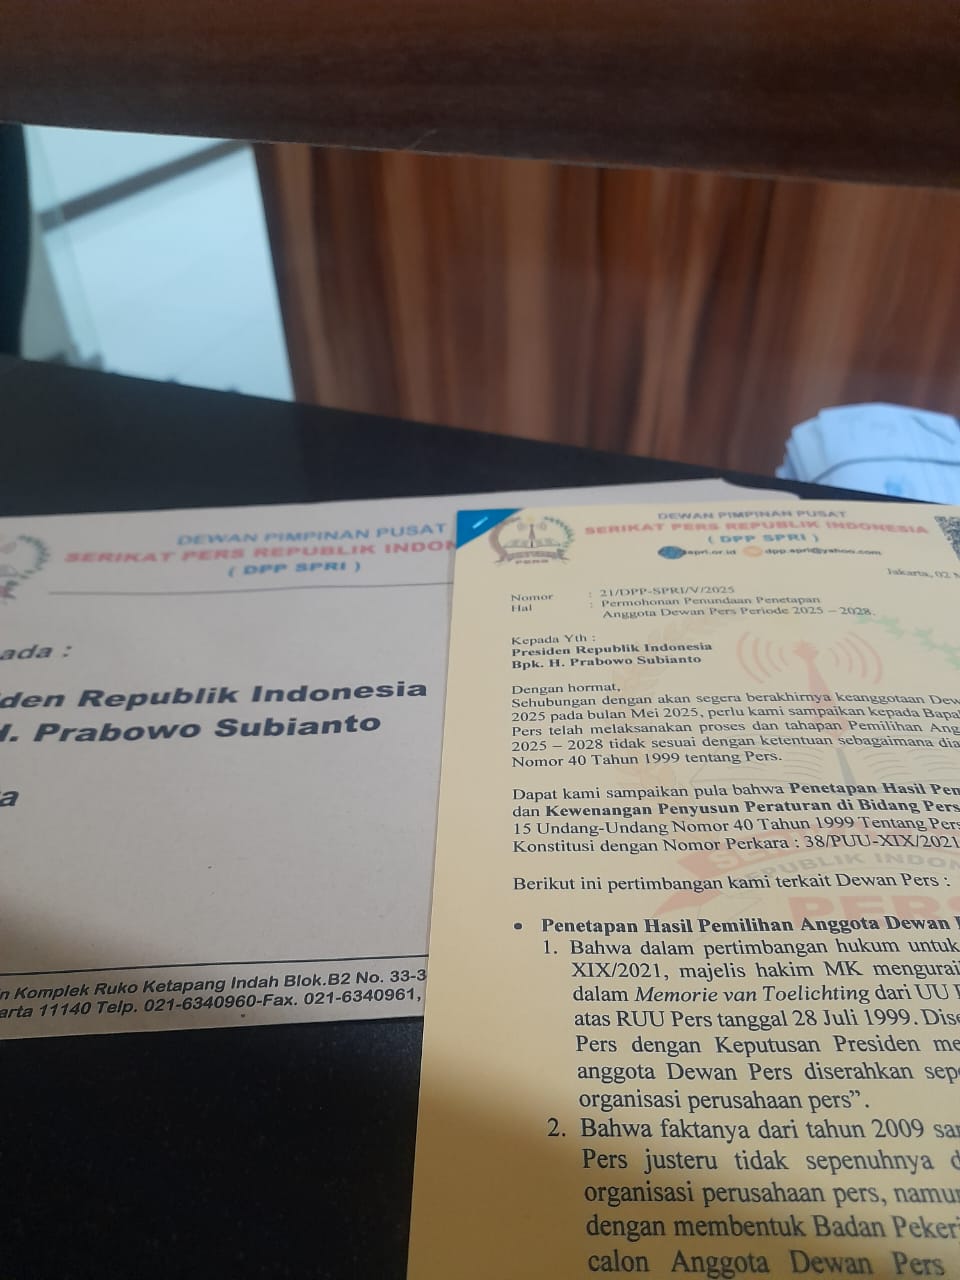 DEWAN PIMPINAN PUSAT
SERIKAT PERS REPUBLIK
( DPP SPRI )
ada :
den Republik Indonesia
H. Prabowo Subianto
a
n Komplek Ruko Ketapang Indah Blok.B2 No. 33-3
arta 11140 Telp. 021-6340960-Fax. 021-6340961,
DEWAN PIMPINAN PUSAT
SERIKAT PERS REPUBLIK INDONESIA
( DPP SPRI )
spri.or.id dpp.spri@yahoo.com
Jakarta, 02
Nomor : 21/DPP-SPRI/V/2025
Hal : Permohonan Penundaan Penetapan
Anggota Dewan Pers Periode 2025 – 2028.
Kepada Yth :
Presiden Republik Indonesia
Bpk. H. Prabowo Subianto
Dengan hormat,
Sehubungan dengan akan segera berakhirnya keanggotaan Dew
2025 pada bulan Mei 2025, perlu kami sampaikan kepada Bapa
Pers telah melaksanakan proses dan tahapan Pemilihan Ang
2025 – 2028 tidak sesuai dengan ketentuan sebagaimana dia
Nomor 40 Tahun 1999 tentang Pers.
Dapat kami sampaikan pula bahwa Penetapan Hasil Pem
dan Kewenangan Penyusun Peraturan di Bidang Pers
15 Undang-Undang Nomor 40 Tahun 1999 Tentang Pers
Konstitusi dengan Nomor Perkara : 38/PUU-XIX/2021
Berikut ini pertimbangan kami terkait Dewan Pers :
• Penetapan Hasil Pemilihan Anggota Dewan P
1. Bahwa dalam pertimbangan hukum untuk
XIX/2021, majelis hakim MK mengurai
dalam Memorie van Toelichting dari UU P
atas RUU Pers tanggal 28 Juli 1999. Dise
Pers dengan Keputusan Presiden me
anggota Dewan Pers diserahkan sep
organisasi perusahaan pers”.
2. Bahwa faktanya dari tahun 2009 sam
Pers justeru tidak sepenuhnya d
organisasi perusahaan pers, namun
dengan membentuk Badan Pekerj
calon Anggota Dewan Pers